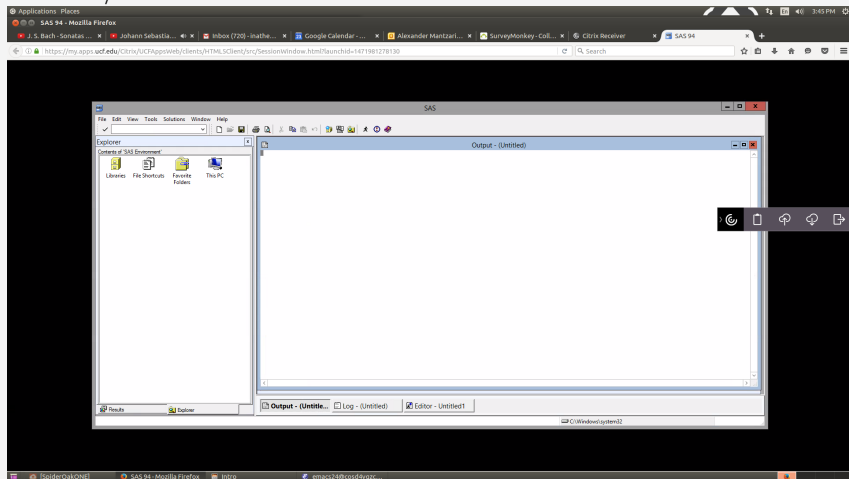 Applications Places
En
3:45 PM
SAS 94 - Mozilla Firefox
J. S. Bach - Sonatas ...
Johann Sebastia...
Inbox (720) - inathe...
Google Calendar - ...
Alexander Mantzari...
SurveyMonkey - Coll...
Citrix Receiver
SAS 94
https://my.apps.ucf.edu/Citrix/UCFAppsWeb/clients/HTML5Client/src/SessionWindow.html?launchid=1471981278130
Search
SAS
File Edit View Tools Solutions Window Help
Explorer
Contents of 'SAS Environment'
Libraries
File Shortcuts
Favorite Folders
This PC
Output - (Untitled)
Results
Explorer
Output - (Untitle...
Log - (Untitled)
Editor - Untitled1
C:\Windows\system32
[SpiderOakONE]
SAS 94 - Mozilla Firefox
intro